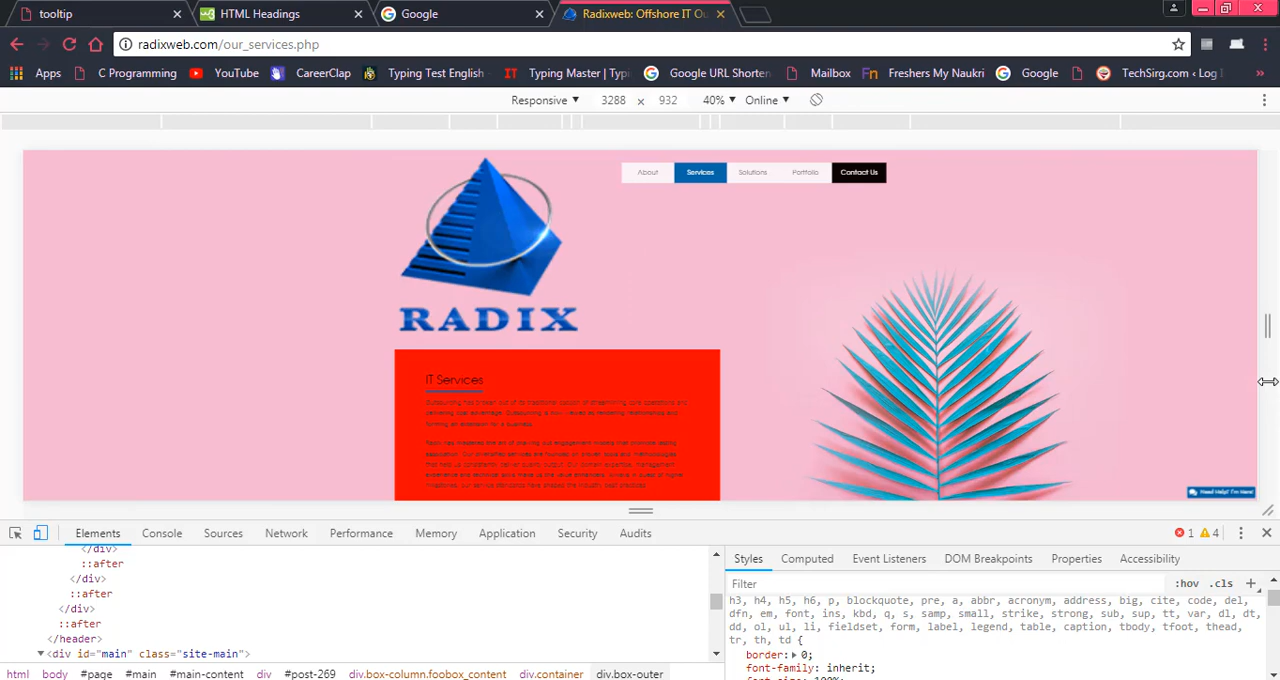 tooltip
HTML Headings
Google
Radixweb: Offshore IT Ou
radixweb.com/our_services.php
Apps
C Programming
YouTube
CareerClap
Typing Test English
Typing Master | Typi
Google URL Shorten
Mailbox
Fn Freshers My Naukri
Google
TechSirg.com ‹ Log I
Responsive
3288 × 932
40%
Online
About
Services
Solutions
Portfolio
Contact Us
RADIX
IT Services
Need Help? I'm Here!
Elements
Console
Sources
Network
Performance
Memory
Application
Security
Audits
1
4
</div>
::after
</div>
::after
</div>
::after
</header>
<div id="main" class="site-main">
html body #page #main #main-content div div.box-column.foobox_content div.container div.box-outer
Styles
Computed
Event Listeners
DOM Breakpoints
Properties
Accessibility
Filter
:hov .cls +
h3, h4, h5, h6, p, blockquote, pre, a, abbr, acronym, address, big, cite, code, del,
dfn, em, font, ins, kbd, q, s, samp, small, strike, strong, sub, sup, tt, var, dl, dt,
dd, ol, ul, li, fieldset, form, label, legend, table, caption, tbody, tfoot, thead,
tr, th, td {
border: 0;
font-family: inherit;